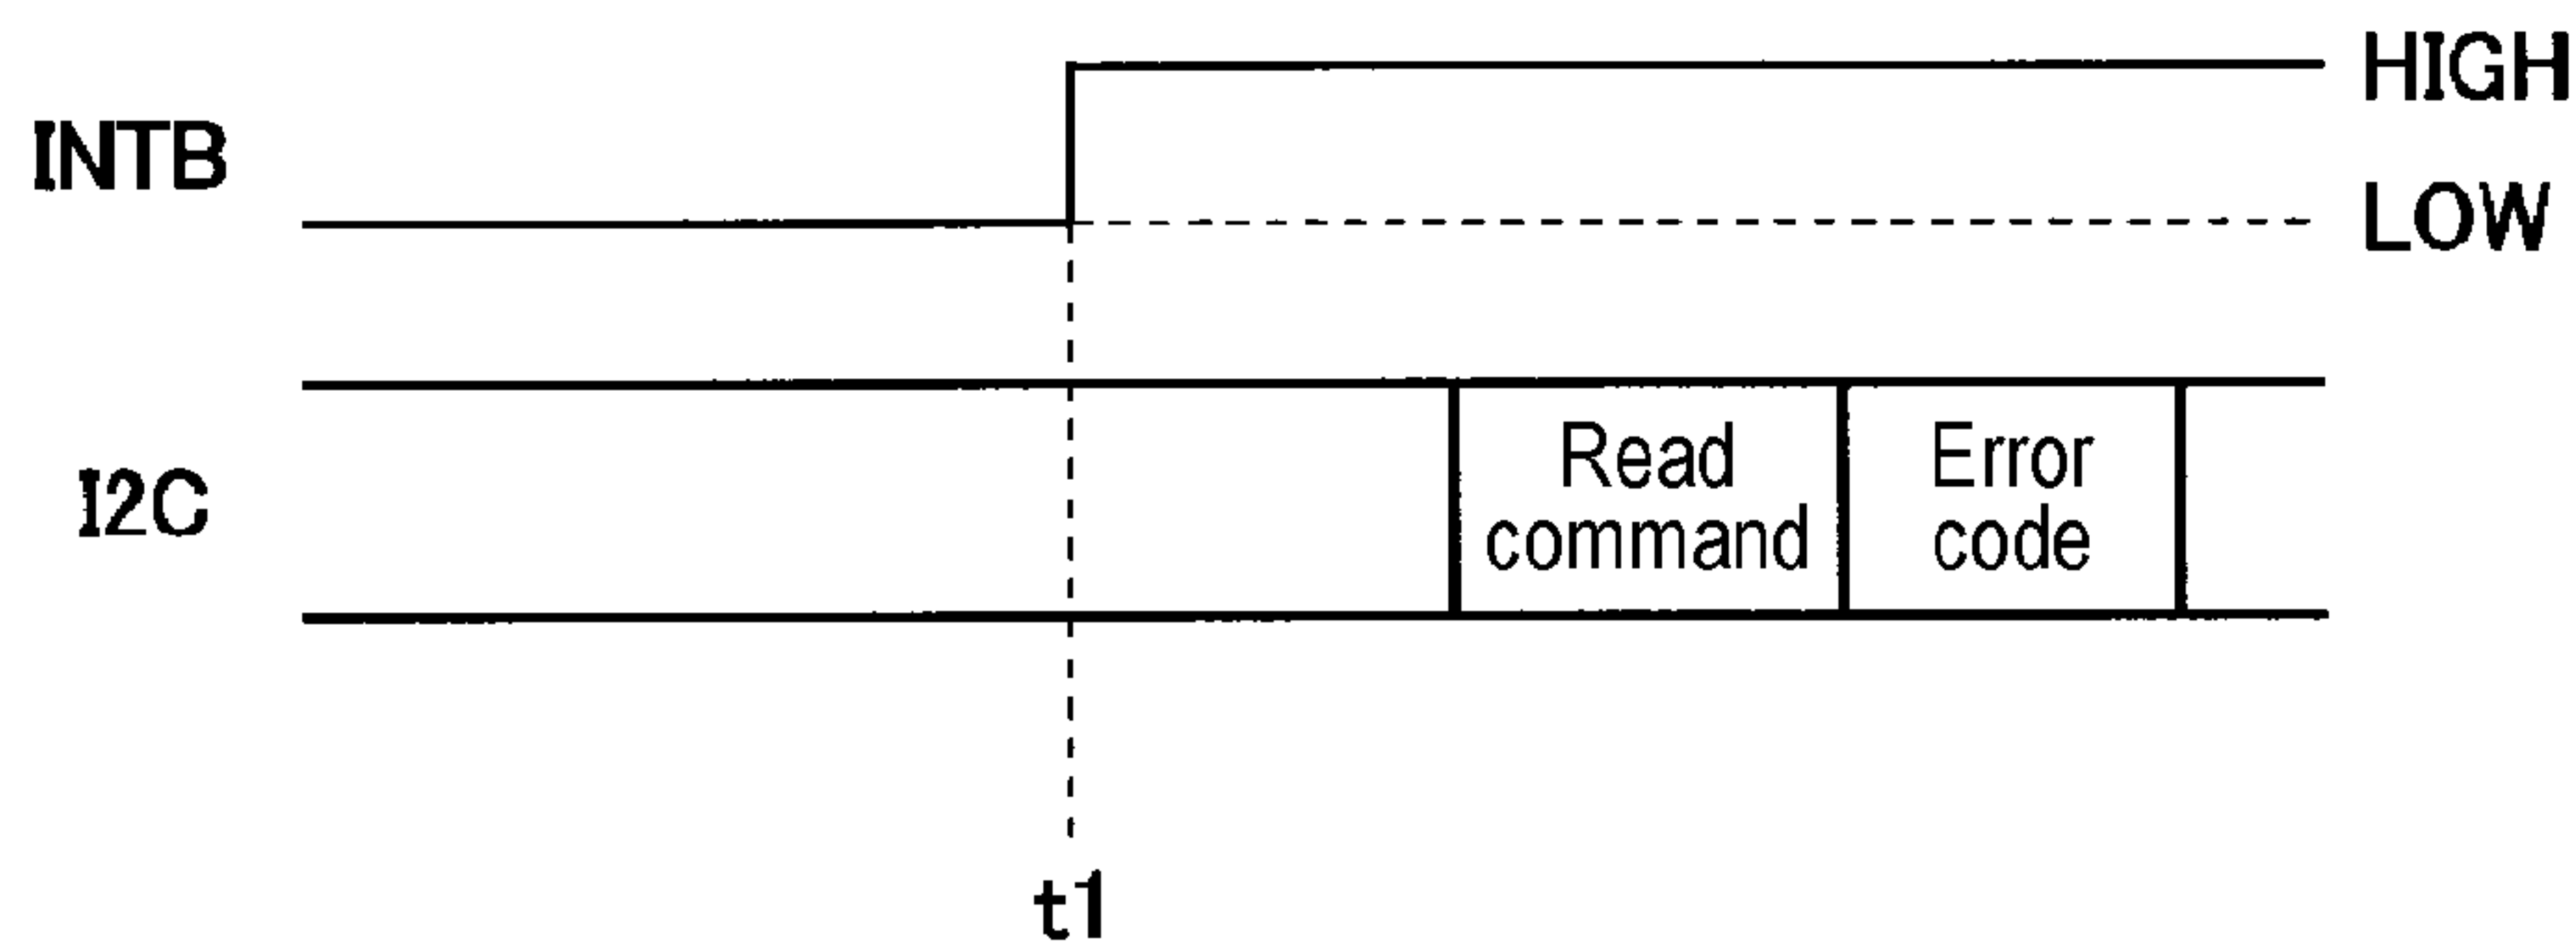 HIGH
INTB
LOW
I2C
Read
command
Error
code
t1